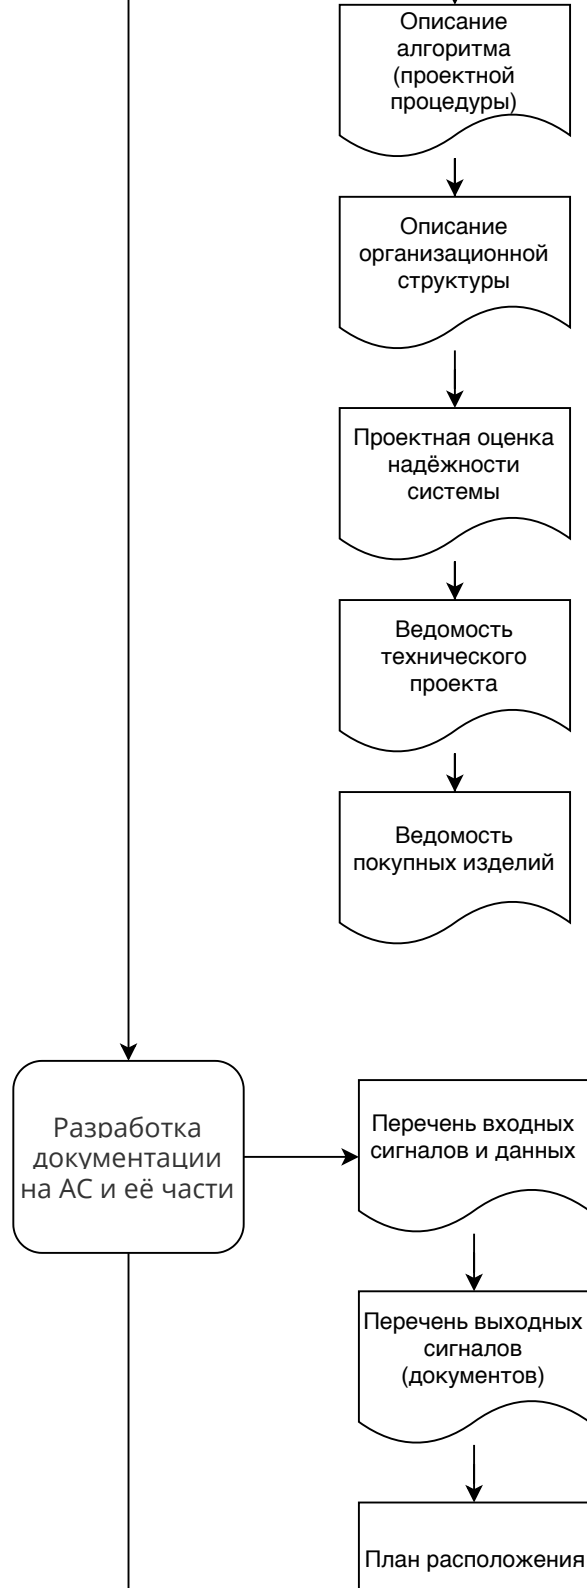 Описание
алгоритма
(проектной
процедуры)
Описание
организационной
структуры
Проектная оценка
надёжности
системы
Ведомость
технического
проекта
Ведомость
покупных изделий
Разработка
документации
на АС и её части
Перечень входных
сигналов и данных
Перечень выходных
сигналов
(документов)
План расположения